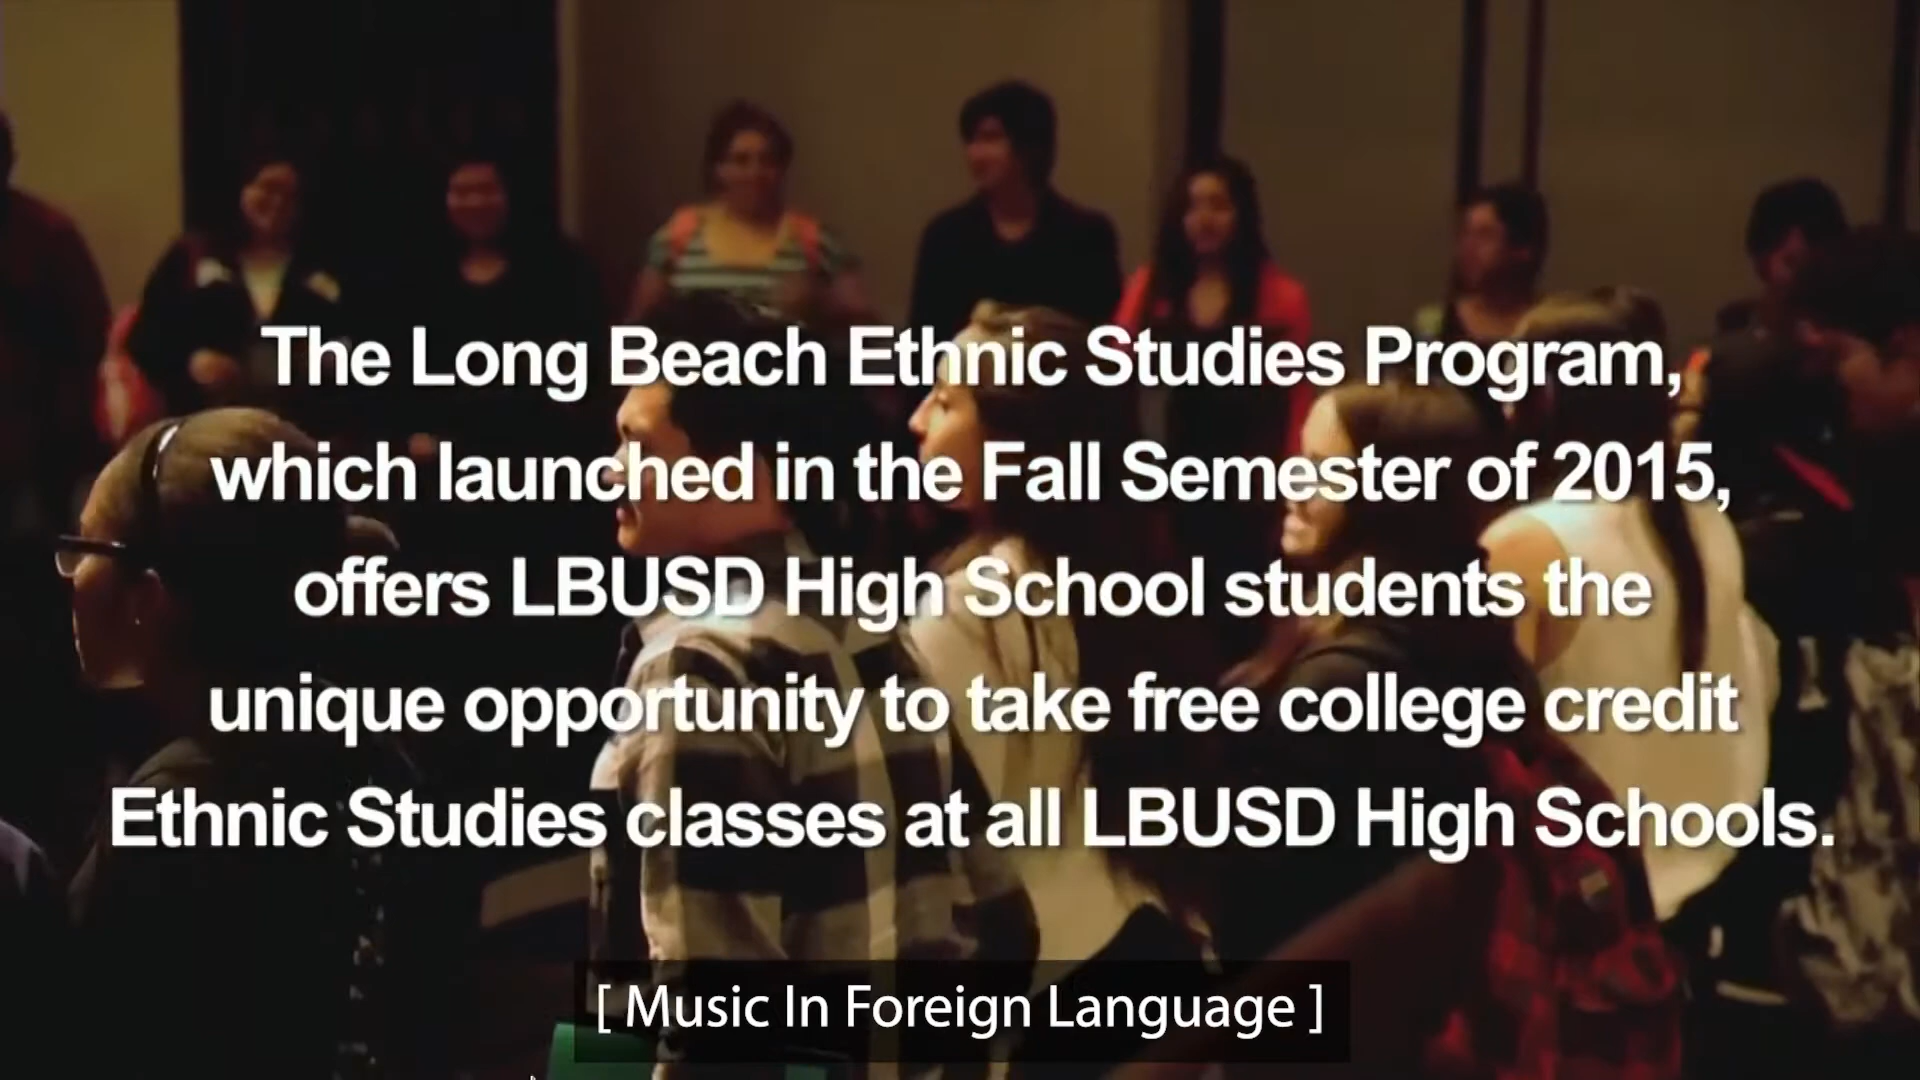 The Long Beach Ethnic Studies Program,
which launched in the Fall Semester of 2015,
offers LBUSD High School students the
unique opportunity to take free college credit
Ethnic Studies classes at all LBUSD High Schools.
[ Music In Foreign Language ]